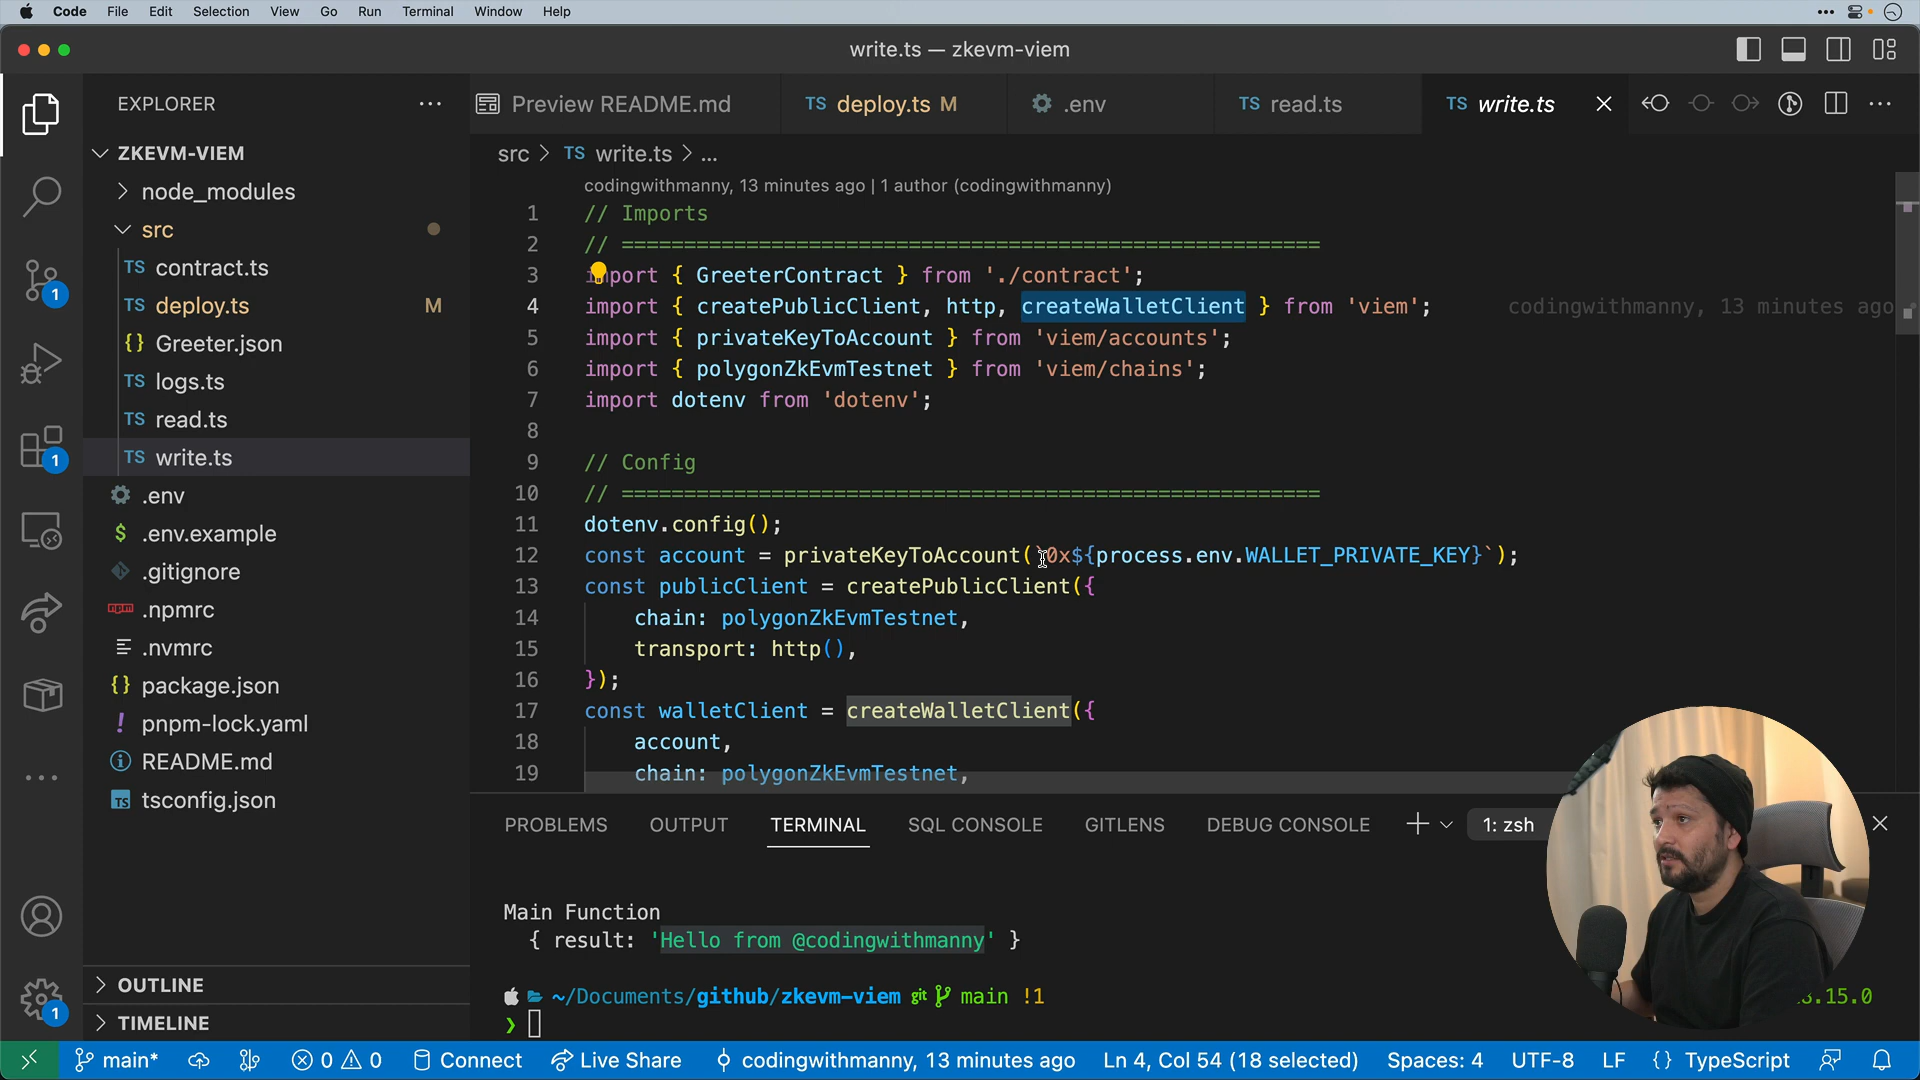 Code File Edit Selection View Go Run Terminal Window Help
write.ts — zkevm-viem
EXPLORER
Preview README.md
TS deploy.ts M
.env
TS read.ts
TS write.ts
src > TS write.ts > ...
ZKEVM-VIEM
node_modules
src
TS contract.ts
TS deploy.ts M
{} Greeter.json
TS logs.ts
TS read.ts
TS write.ts
.env
$ .env.example
.gitignore
npm .npmrc
.nvmrc
{} package.json
! pnpm-lock.yaml
README.md
TS tsconfig.json
OUTLINE
TIMELINE
1
1
1
codingwithmanny, 13 minutes ago | 1 author (codingwithmanny)
1 // Imports
2 // ========================================================
3 import { GreeterContract } from './contract';
4 import { createPublicClient, http, createWalletClient } from 'viem'; codingwithmanny, 13 minutes ago
5 import { privateKeyToAccount } from 'viem/accounts';
6 import { polygonZkEvmTestnet } from 'viem/chains';
7 import dotenv from 'dotenv';
8
9 // Config
10 // ========================================================
11 dotenv.config();
12 const account = privateKeyToAccount(`0x${process.env.WALLET_PRIVATE_KEY}`);
13 const publicClient = createPublicClient({
14 chain: polygonZkEvmTestnet,
15 transport: http(),
16 });
17 const walletClient = createWalletClient({
18 account,
19 chain: polygonZkEvmTestnet,
PROBLEMS OUTPUT TERMINAL SQL CONSOLE GITLENS DEBUG CONSOLE 1: zsh
Main Function
{ result: 'Hello from @codingwithmanny' }
~/Documents/github/zkevm-viem git main !1
.15.0
❯
main* 0 0 Connect Live Share codingwithmanny, 13 minutes ago Ln 4, Col 54 (18 selected) Spaces: 4 UTF-8 LF {} TypeScript